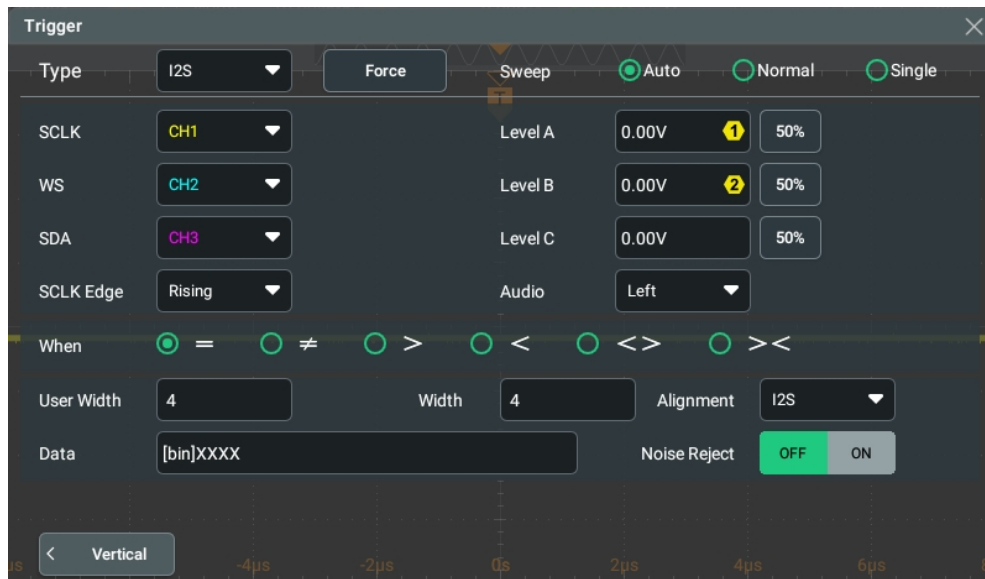 Trigger
Type I2S Force Sweep Auto Normal Single
T
SCLK CH1 Level A 0.00V 1 50%
WS CH2 Level B 0.00V 2 50%
SDA CH3 Level C 0.00V 50%
SCLK Edge Rising Audio Left
When = ≠ > < <> ><
User Width 4 Width 4 Alignment I2S
Data [bin]XXXX Noise Reject OFF ON
< Vertical
-4μs -2μs 0s 2μs 4μs 6μs